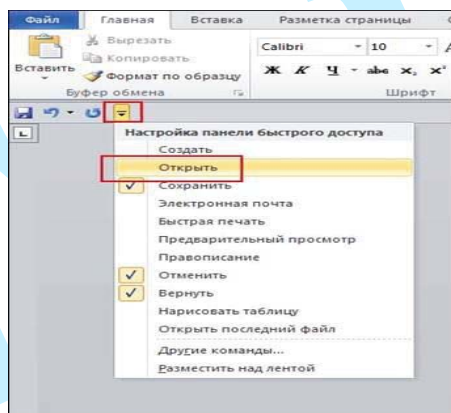 Файл Главная Вставка Разметка страницы
Вырезать
Копировать
Формат по образцу
Вставить
Буфер обмена
Calibri 10
Ж К Ч abe x₂ x²
Шрифт
Настройка панели быстрого доступа
Создать
Открыть
Сохранить
Электронная почта
Быстрая печать
Предварительный просмотр
Правописание
Отменить
Вернуть
Нарисовать таблицу
Открыть последний файл
Другие команды...
Разместить над лентой